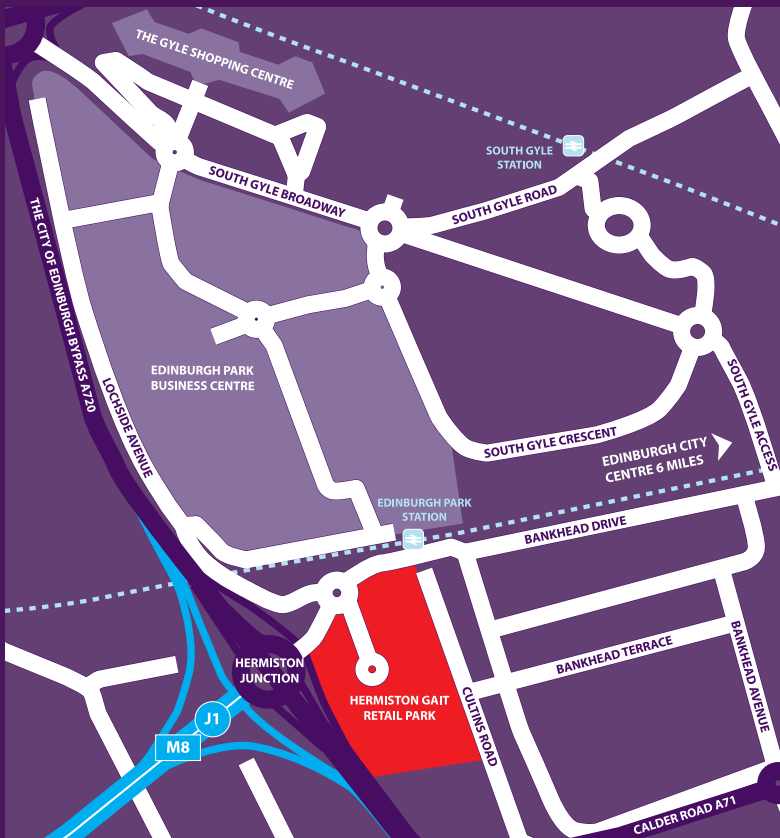 THE GYLE SHOPPING CENTRE
SOUTH GYLE
STATION
SOUTH GYLE BROADWAY
SOUTH GYLE ROAD
THE CITY OF EDINBURGH BYPASS A720
EDINBURGH PARK
BUSINESS CENTRE
LOCHSIDE AVENUE
SOUTH GYLE ACCESS
SOUTH GYLE CRESCENT
EDINBURGH CITY
CENTRE 6 MILES
EDINBURGH PARK
STATION
BANKHEAD DRIVE
HERMISTON
JUNCTION
BANKHEAD TERRACE
BANKHEAD AVENUE
HERMISTON GAIT
RETAIL PARK
CULTINS ROAD
J1
M8
CALDER ROAD A71